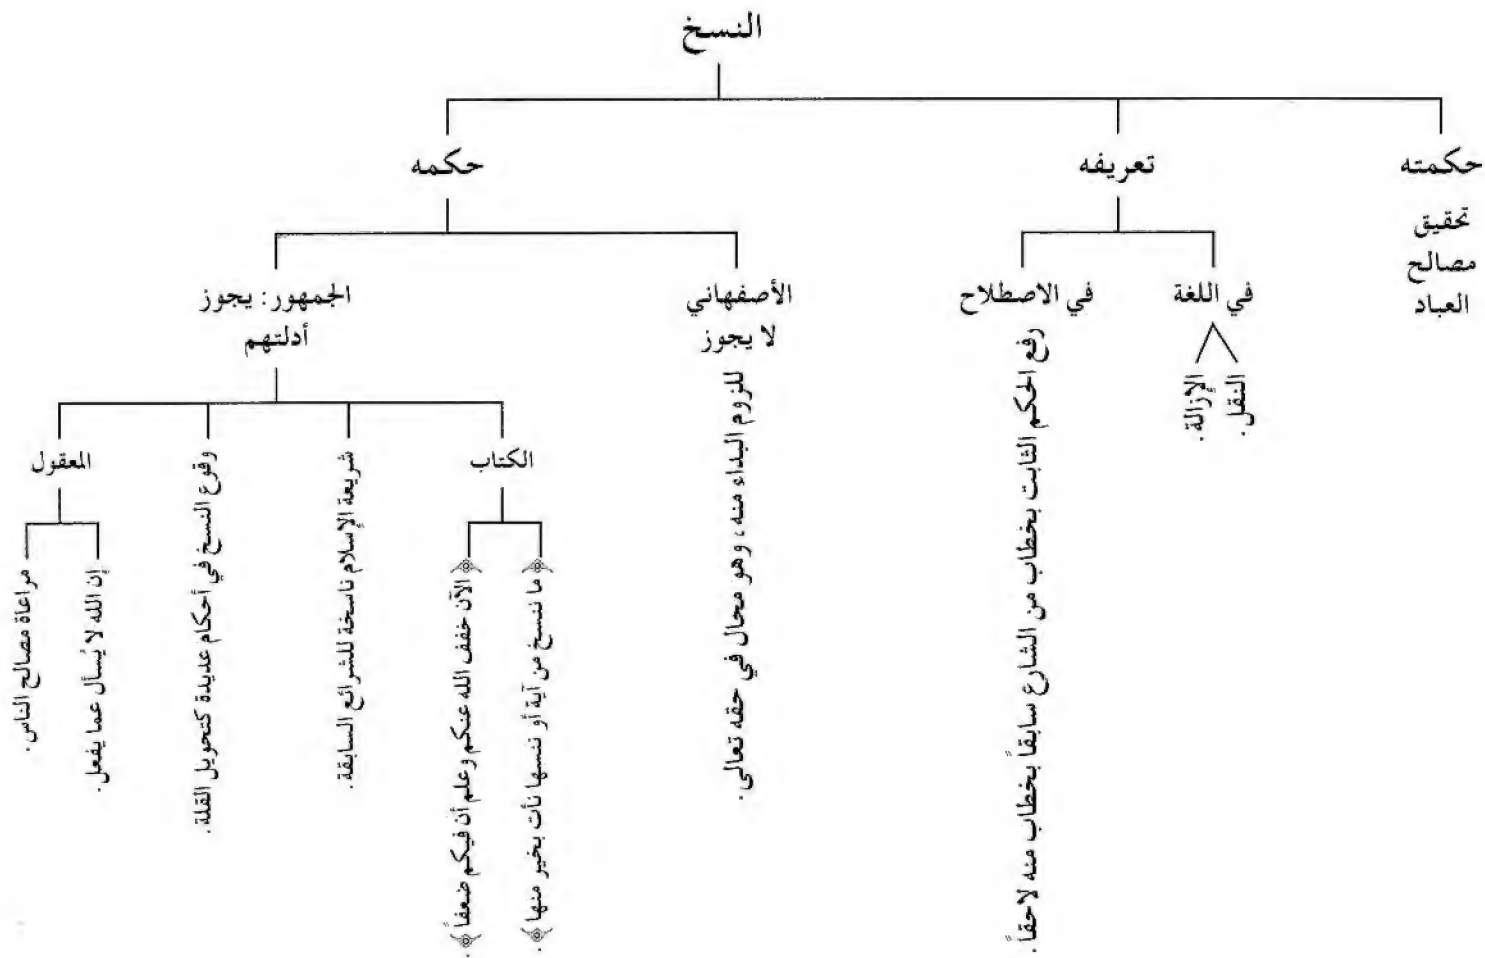 النسخ
حكمته
تحقيق
مصالح
العباد
تعريفه
في اللغة
النقل.
الإزالة.
في الاصطلاح
رفع الحكم الثابت بخطاب من الشارع سابقاً بخطاب منه لاحقاً.
حكمه
الأصفهاني
لا يجوز
للزوم البداء منه، وهو محال في حقه تعالى.
الجمهور: يجوز
أدلتهم
الكتاب
﴿ما ننسخ من آية أو ننسها نأت بخير منها﴾.
﴿الآن خفف الله عنكم وعلم أن فيكم ضعفاً﴾.
شريعة الإسلام ناسخة للشرائع السابقة.
وقوع النسخ في أحكام عديدة كتحويل القلة.
المعقول
إن الله لا يُسأل عما يفعل.
مراعاة مصالح الناس.